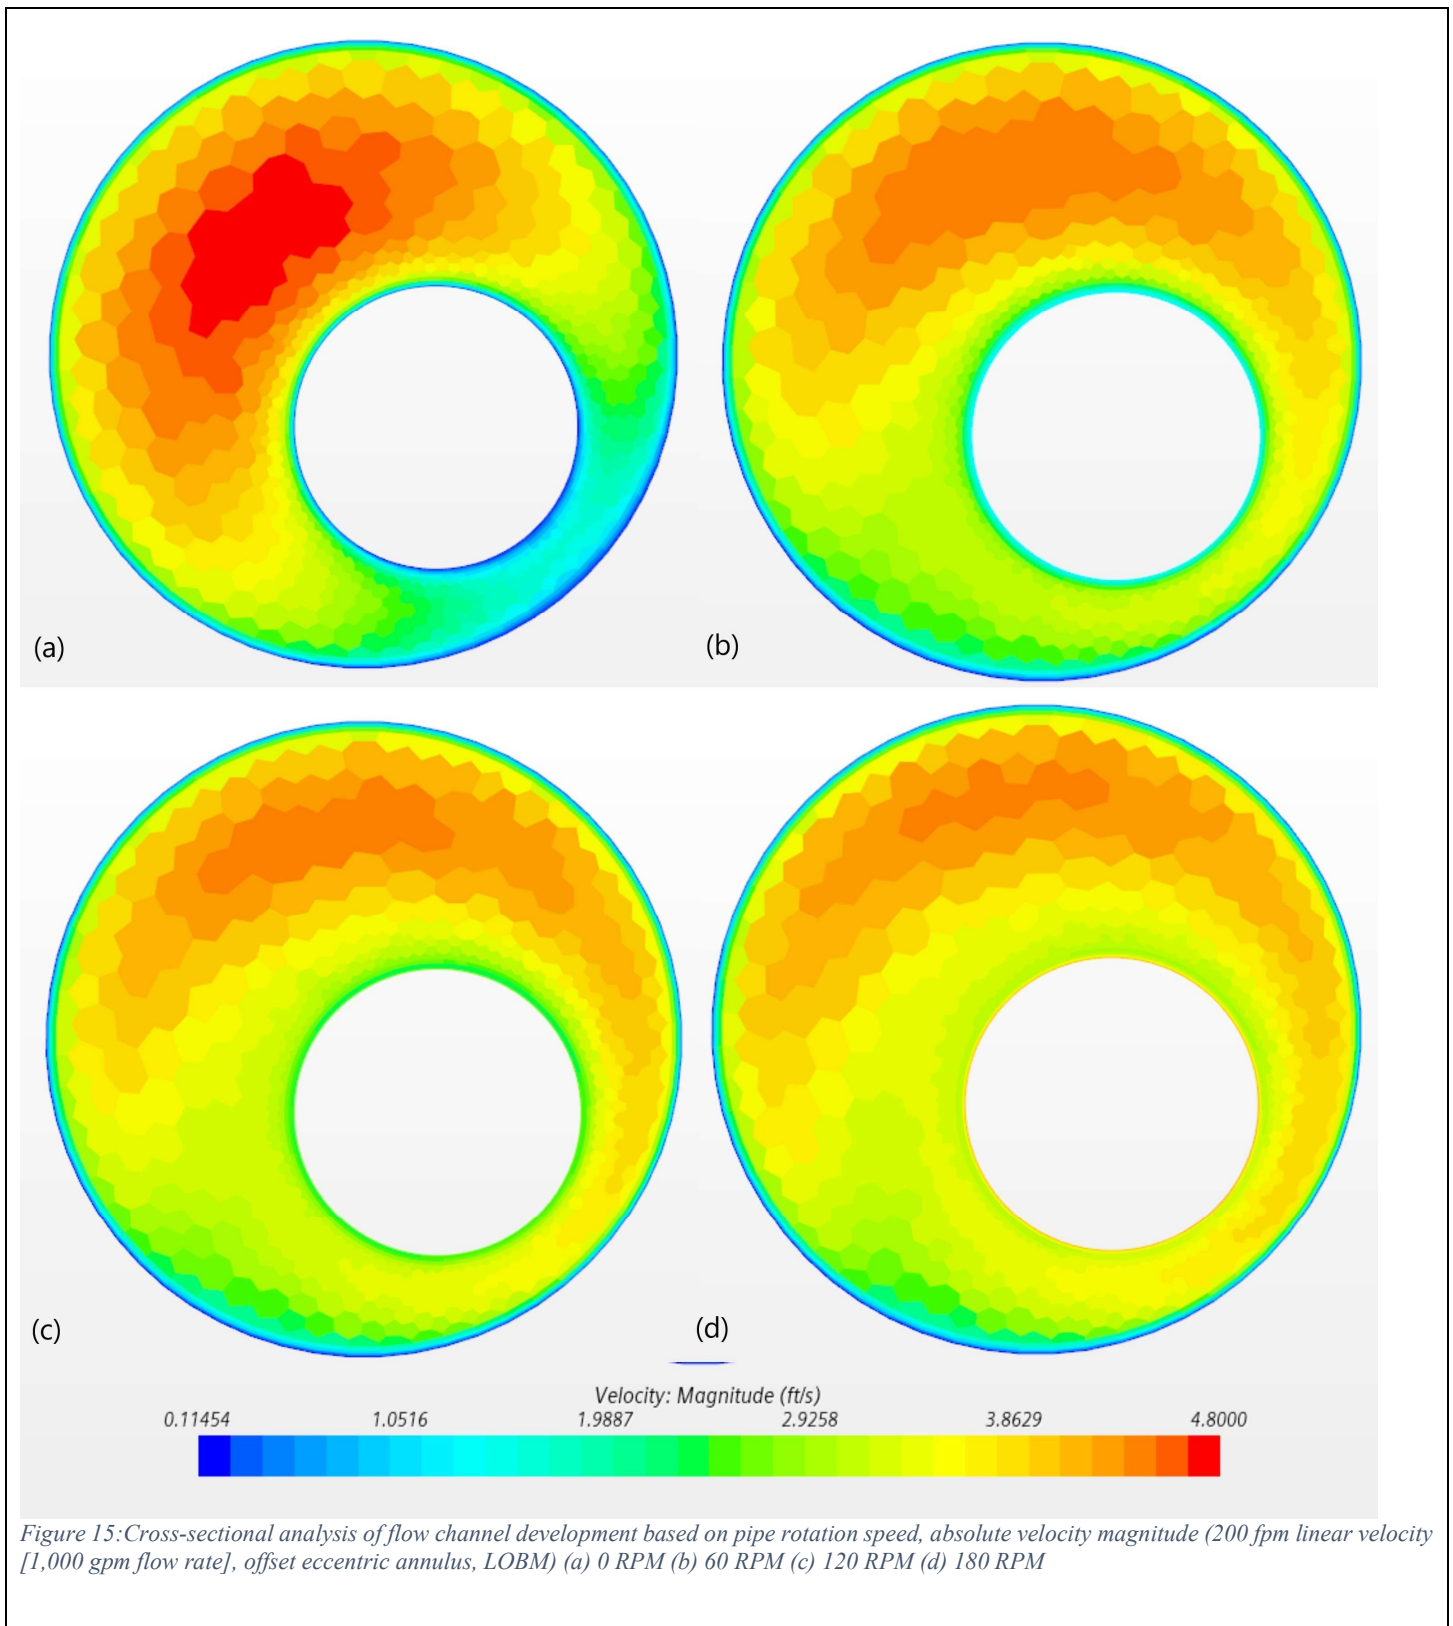 (a)
(b)
(c)
(d)
Velocity: Magnitude (ft/s)
0.11454 1.0516 1.9887 2.9258 3.8629 4.8000
Figure 15:Cross-sectional analysis of flow channel development based on pipe rotation speed, absolute velocity magnitude (200 fpm linear velocity
[1,000 gpm flow rate], offset eccentric annulus, LOBM) (a) 0 RPM (b) 60 RPM (c) 120 RPM (d) 180 RPM